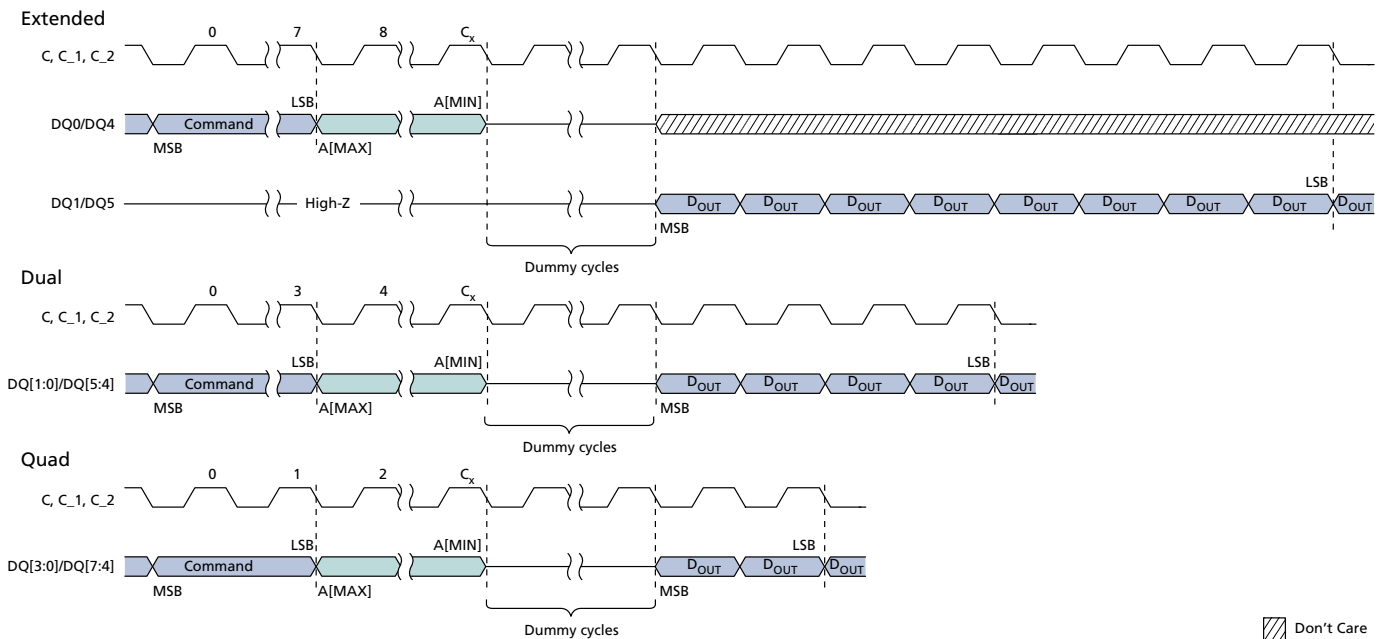 Extended
0 7 8 Cx
C, C_1, C_2
LSB A[MIN]
DQ0/DQ4 Command
MSB A[MAX]
LSB
DQ1/DQ5 High-Z DOUT DOUT DOUT DOUT DOUT DOUT DOUT DOUT DOUT
MSB
Dummy cycles
Dual
0 3 4 Cx
C, C_1, C_2
LSB A[MIN] LSB
DQ[1:0]/DQ[5:4] Command DOUT DOUT DOUT DOUT DOUT
MSB A[MAX] MSB
Dummy cycles
Quad
0 1 2 Cx
C, C_1, C_2
LSB A[MIN] LSB
DQ[3:0]/DQ[7:4] Command DOUT DOUT DOUT
MSB A[MAX] MSB
Dummy cycles
Don't Care